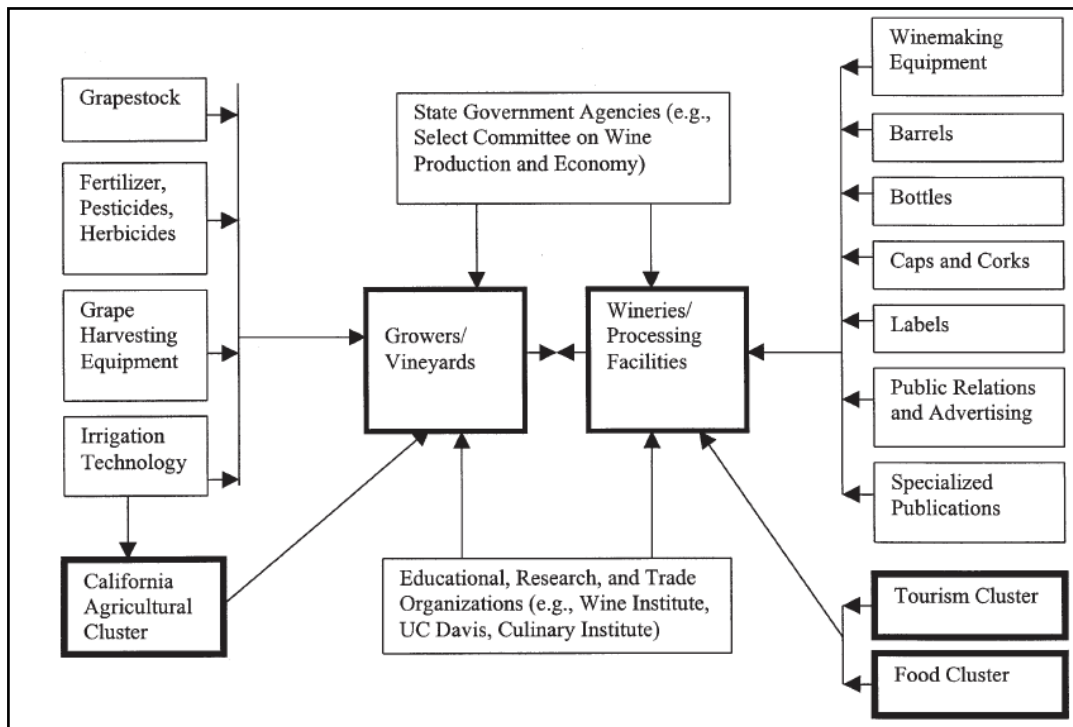 Grapestock
Fertilizer,
Pesticides,
Herbicides
Grape
Harvesting
Equipment
Irrigation
Technology
California
Agricultural
Cluster
State Government Agencies (e.g.,
Select Committee on Wine
Production and Economy)
Growers/
Vineyards
Wineries/
Processing
Facilities
Educational, Research, and Trade
Organizations (e.g., Wine Institute,
UC Davis, Culinary Institute)
Winemaking
Equipment
Barrels
Bottles
Caps and Corks
Labels
Public Relations
and Advertising
Specialized
Publications
Tourism Cluster
Food Cluster